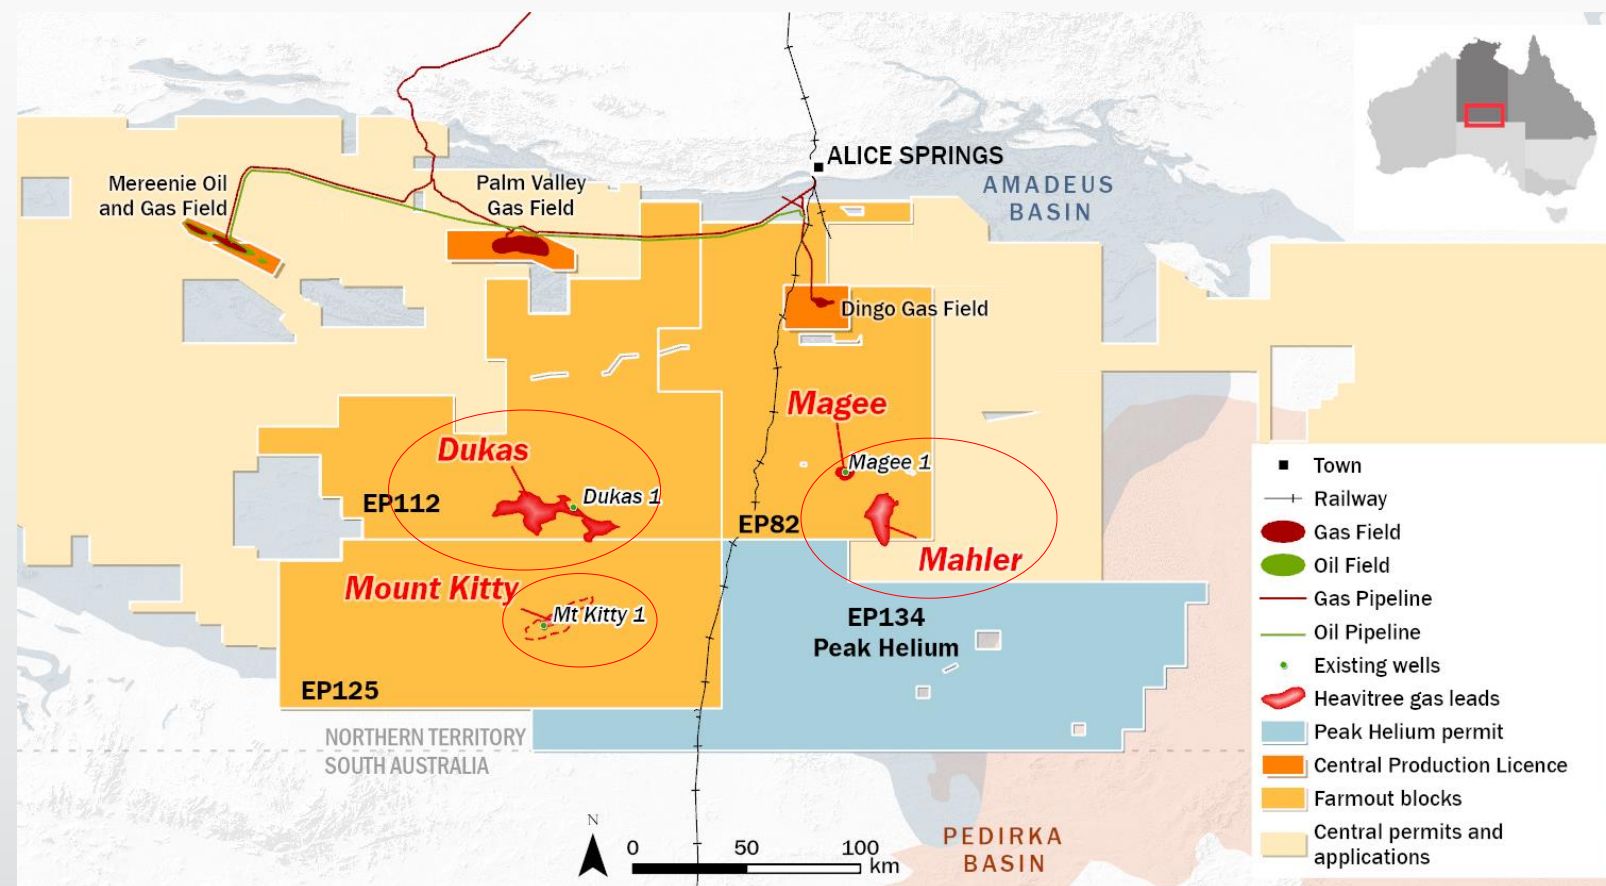 ALICE SPRINGS
AMADEUS
BASIN
Mereenie Oil
and Gas Field
Palm Valley
Gas Field
Dingo Gas Field
Magee
Magee 1
Dukas
Dukas 1
EP112
EP82
Mahler
Mount Kitty
Mt Kitty 1
EP134
Peak Helium
EP125
NORTHERN TERRITORY
SOUTH AUSTRALIA
PEDIRKA
BASIN
N
0 50 100
km
Town
Railway
Gas Field
Oil Field
Gas Pipeline
Oil Pipeline
Existing wells
Heavitree gas leads
Peak Helium permit
Central Production Licence
Farmout blocks
Central permits and
applications